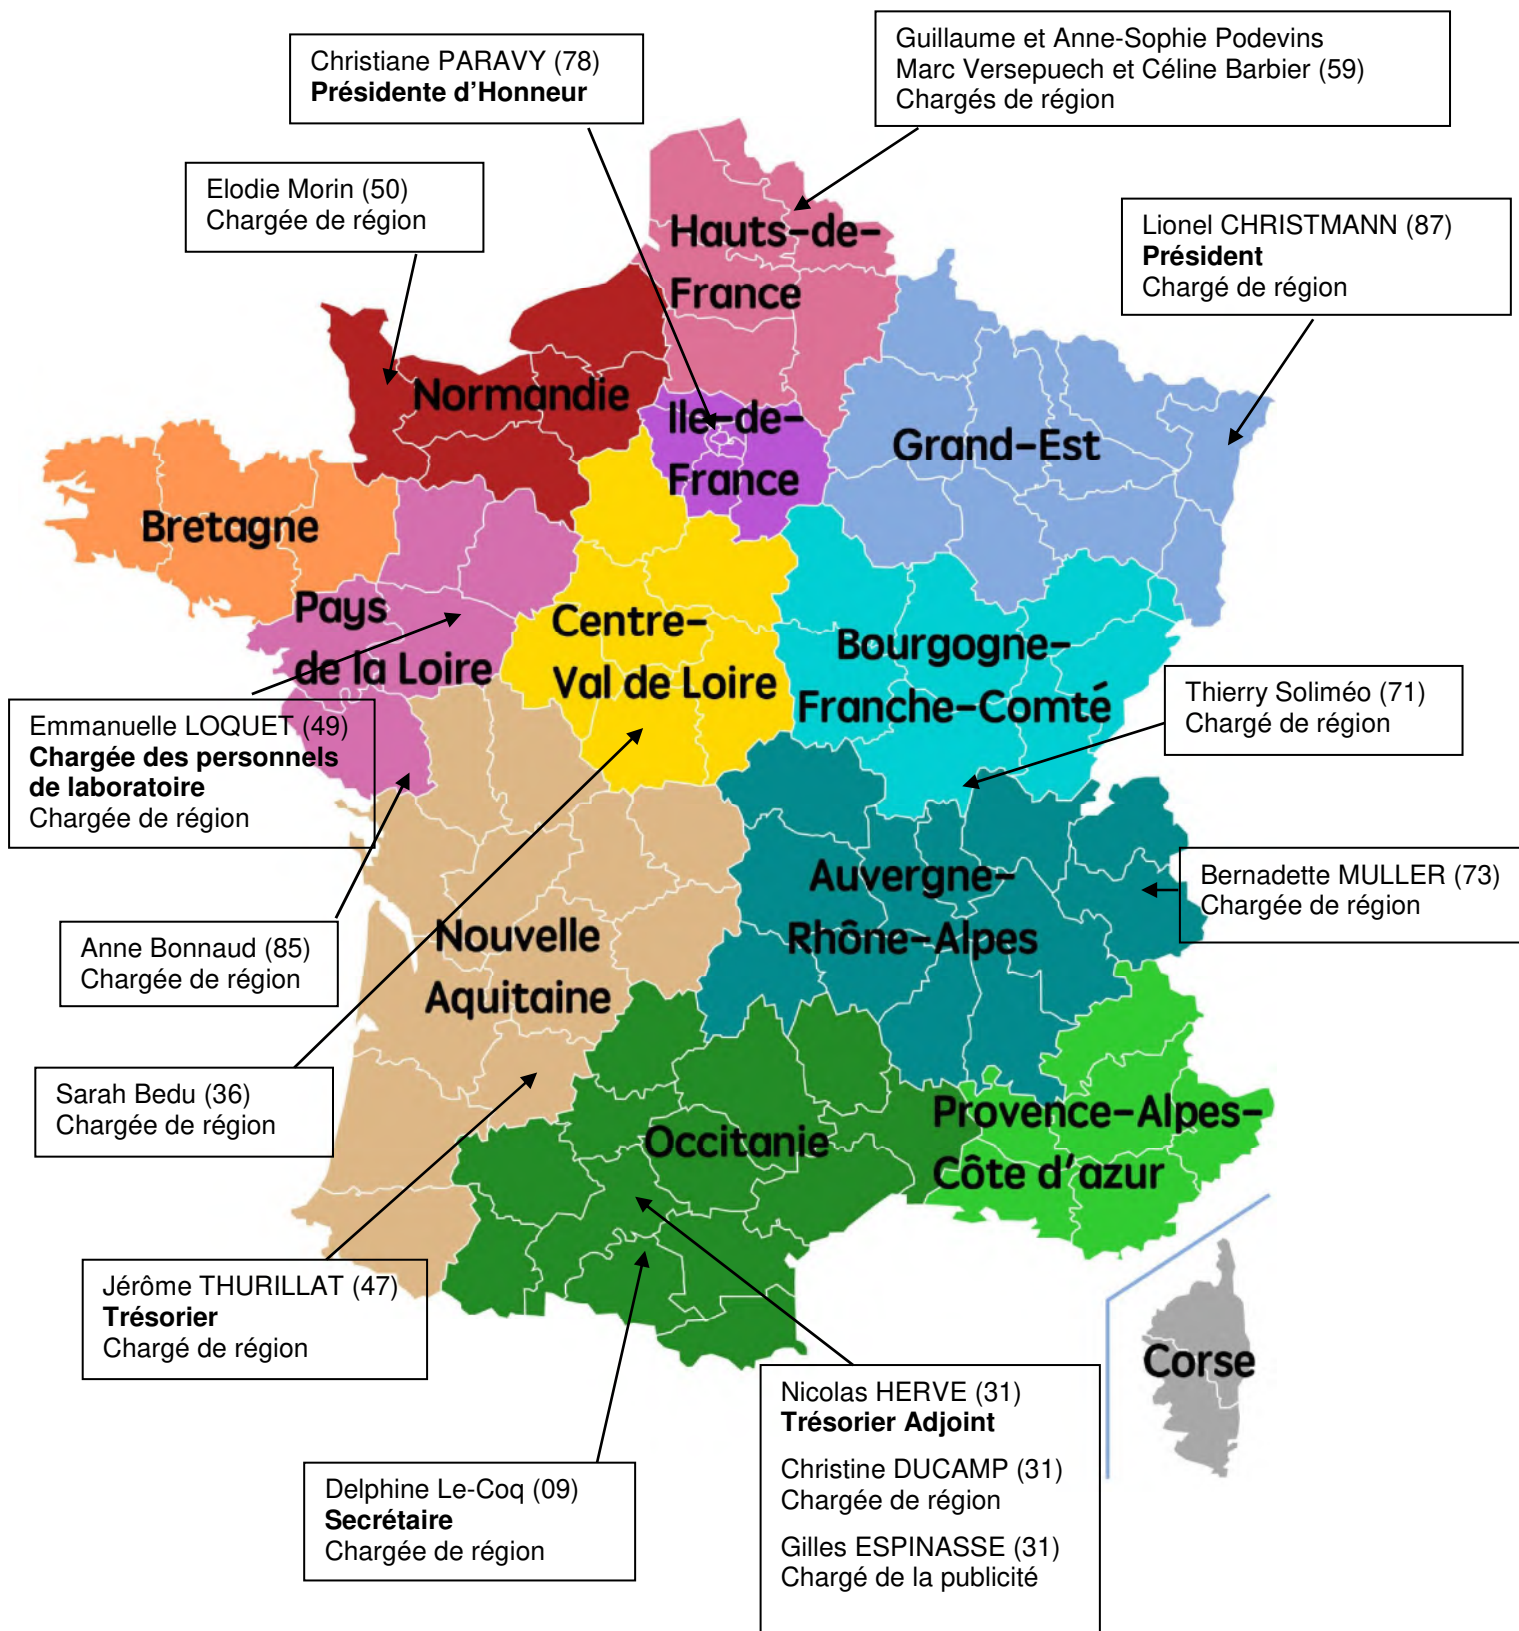 Christiane PARAVY (78)
Présidente d'Honneur
Guillaume et Anne-Sophie Podevins
Marc Versepuech et Céline Barbier (59)
Chargés de région
Elodie Morin (50)
Chargée de région
Lionel CHRISTMANN (87)
Président
Chargé de région
Hauts-de-
France
Normandie
Ile-de-
France
Grand-Est
Bretagne
Pays
de la Loire
Centre-
Val de Loire
Bourgogne-
Franche-Comté
Thierry Soliméo (71)
Chargé de région
Emmanuelle LOQUET (49)
Chargée des personnels
de laboratoire
Chargée de région
Auvergne-
Rhône-Alpes
Bernadette MULLER (73)
Chargée de région
Anne Bonnaud (85)
Chargée de région
Nouvelle
Aquitaine
Sarah Bedu (36)
Chargée de région
Occitanie
Provence-Alpes-
Côte d'azur
Jérôme THURILLAT (47)
Trésorier
Chargé de région
Corse
Nicolas HERVE (31)
Trésorier Adjoint
Christine DUCAMP (31)
Chargée de région
Gilles ESPINASSE (31)
Chargé de la publicité
Delphine Le-Coq (09)
Secrétaire
Chargée de région